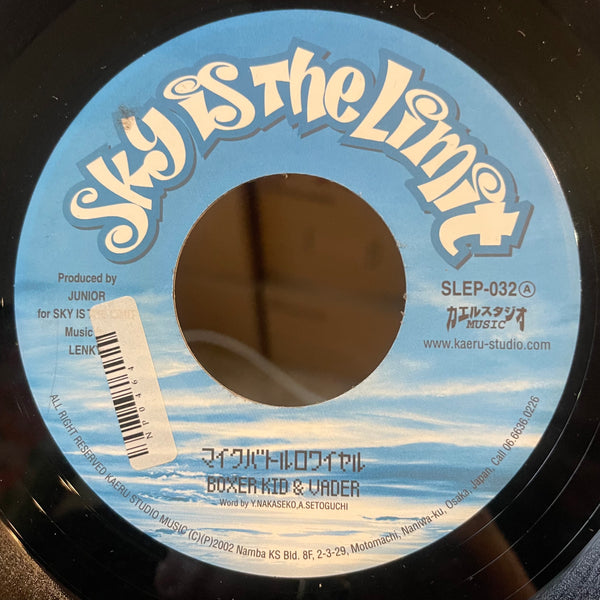 Sky is The Limit
Produced by
JUNIOR
for SKY IS
Music
LENKY
NP0464
SLEP-032Ⓐ
カエルスタジオ
MUSIC
www.kaeru-studio.com
マイクバトルロワイヤル
BOXER KID & VADER
Word by Y.NAKASEKO,A.SETOGUCHI
ALL RIGHT RESERVED KAERU STUDIO MUSIC (C)(P)2002 Namba KS Bld. 8F, 2-3-29, Motomachi, Naniwa-ku, Osaka, Japan, Call 06.6636.0226